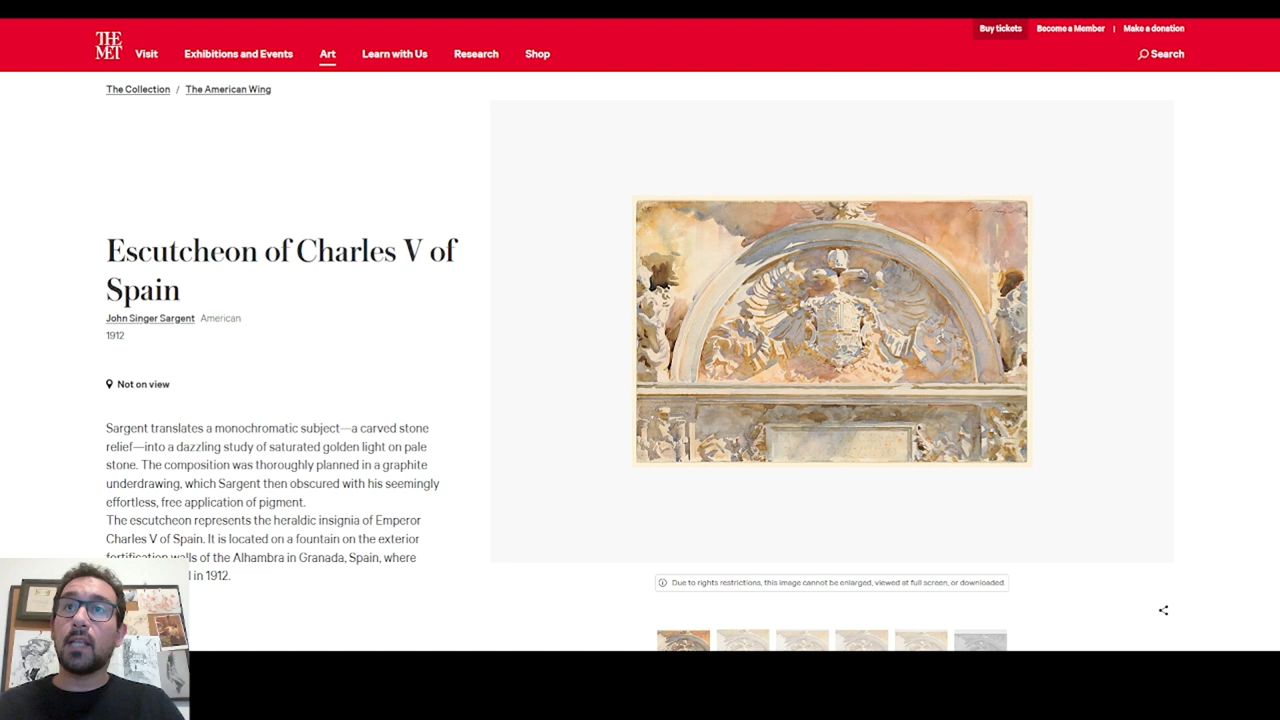 THE
MET
Visit
Exhibitions and Events
Art
Learn with Us
Research
Shop
Buy tickets
Become a Member
|
Make a donation
Search
The Collection / The American Wing
Escutcheon of Charles V of
Spain
John Singer Sargent American
1912
Not on view
Sargent translates a monochromatic subject—a carved stone
relief—into a dazzling study of saturated golden light on pale
stone. The composition was thoroughly planned in a graphite
underdrawing, which Sargent then obscured with his seemingly
effortless, free application of pigment.
The escutcheon represents the heraldic insignia of Emperor
Charles V of Spain. It is located on a fountain on the exterior
fortification walls of the Alhambra in Granada, Spain, where
in 1912.
Due to rights restrictions, this image cannot be enlarged, viewed at full screen, or downloaded.